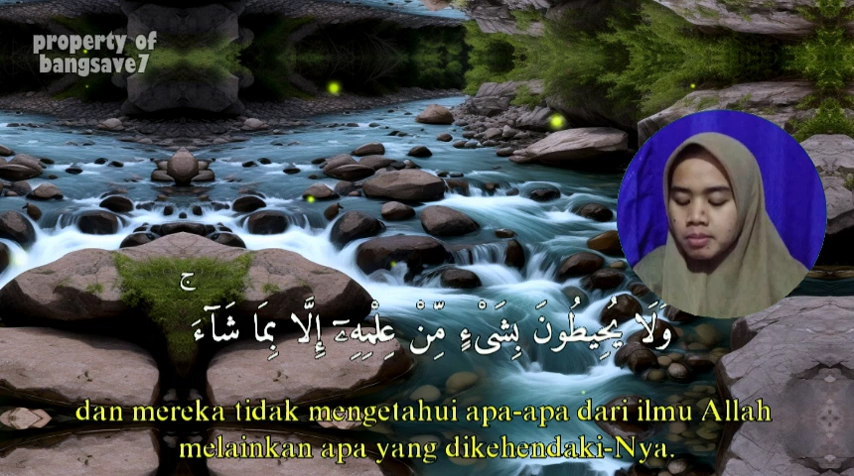 property of
bangsave7
وَلَا يُحِيطُونَ بِشَيْءٍ مِّنْ عِلْمِهِۦٓ إِلَّا بِمَا شَآءَ ۚ
dan mereka tidak mengetahui apa-apa dari ilmu Allah
melainkan apa yang dikehendaki-Nya.